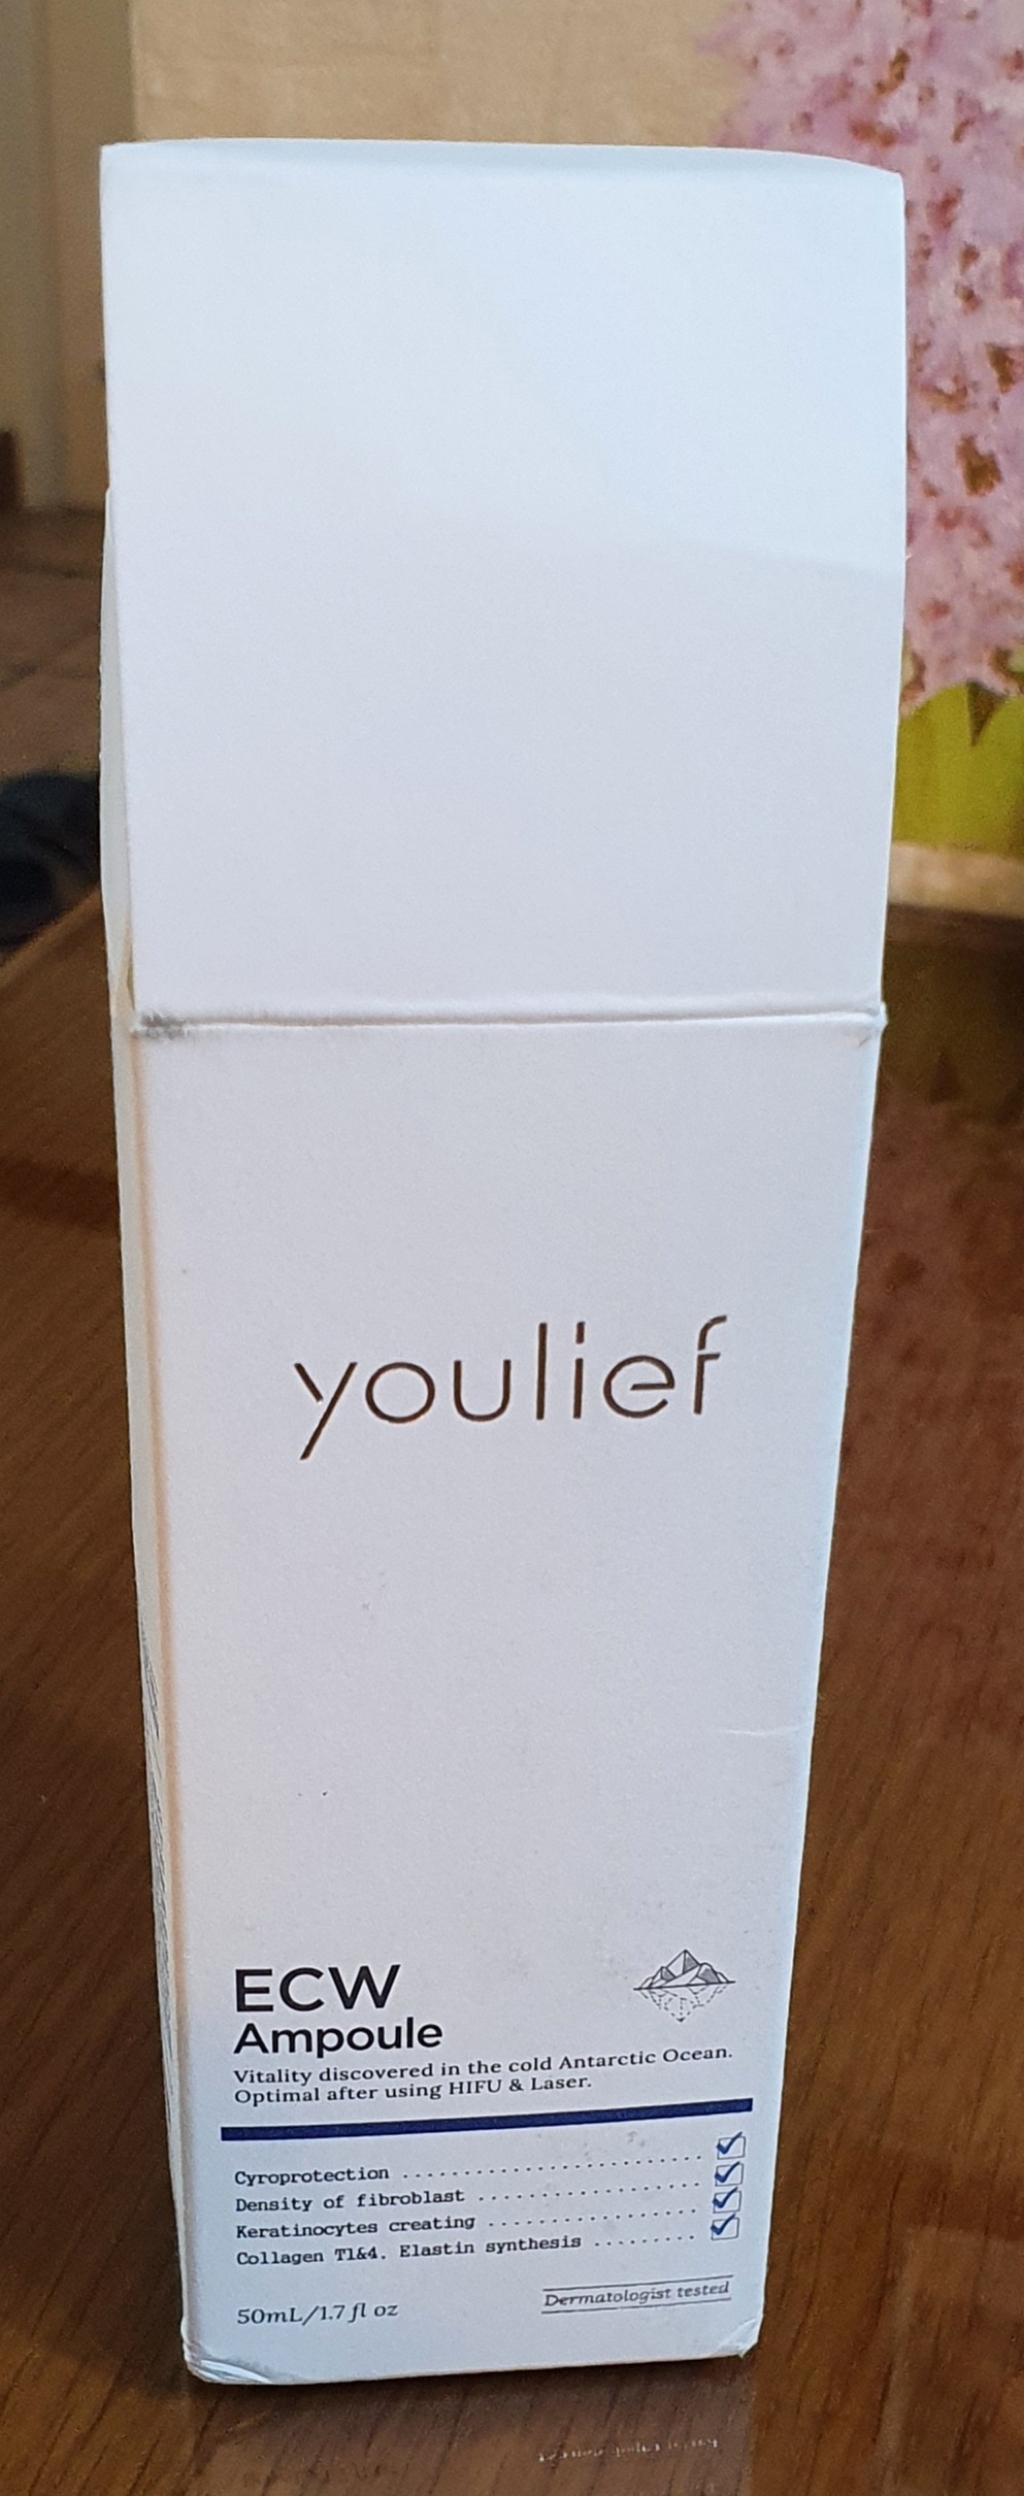 youlief
ECW
Ampoule
Vitality discovered in the cold Antarctic Ocean.
Optimal after using HIFU & Laser.
Cyroprotection ..........................
Density of fibroblast ...................
Keratinocytes creating ..................
Collagen T1&4. Elastin synthesis .........
50mL/1.7 fl oz
Dermatologist tested